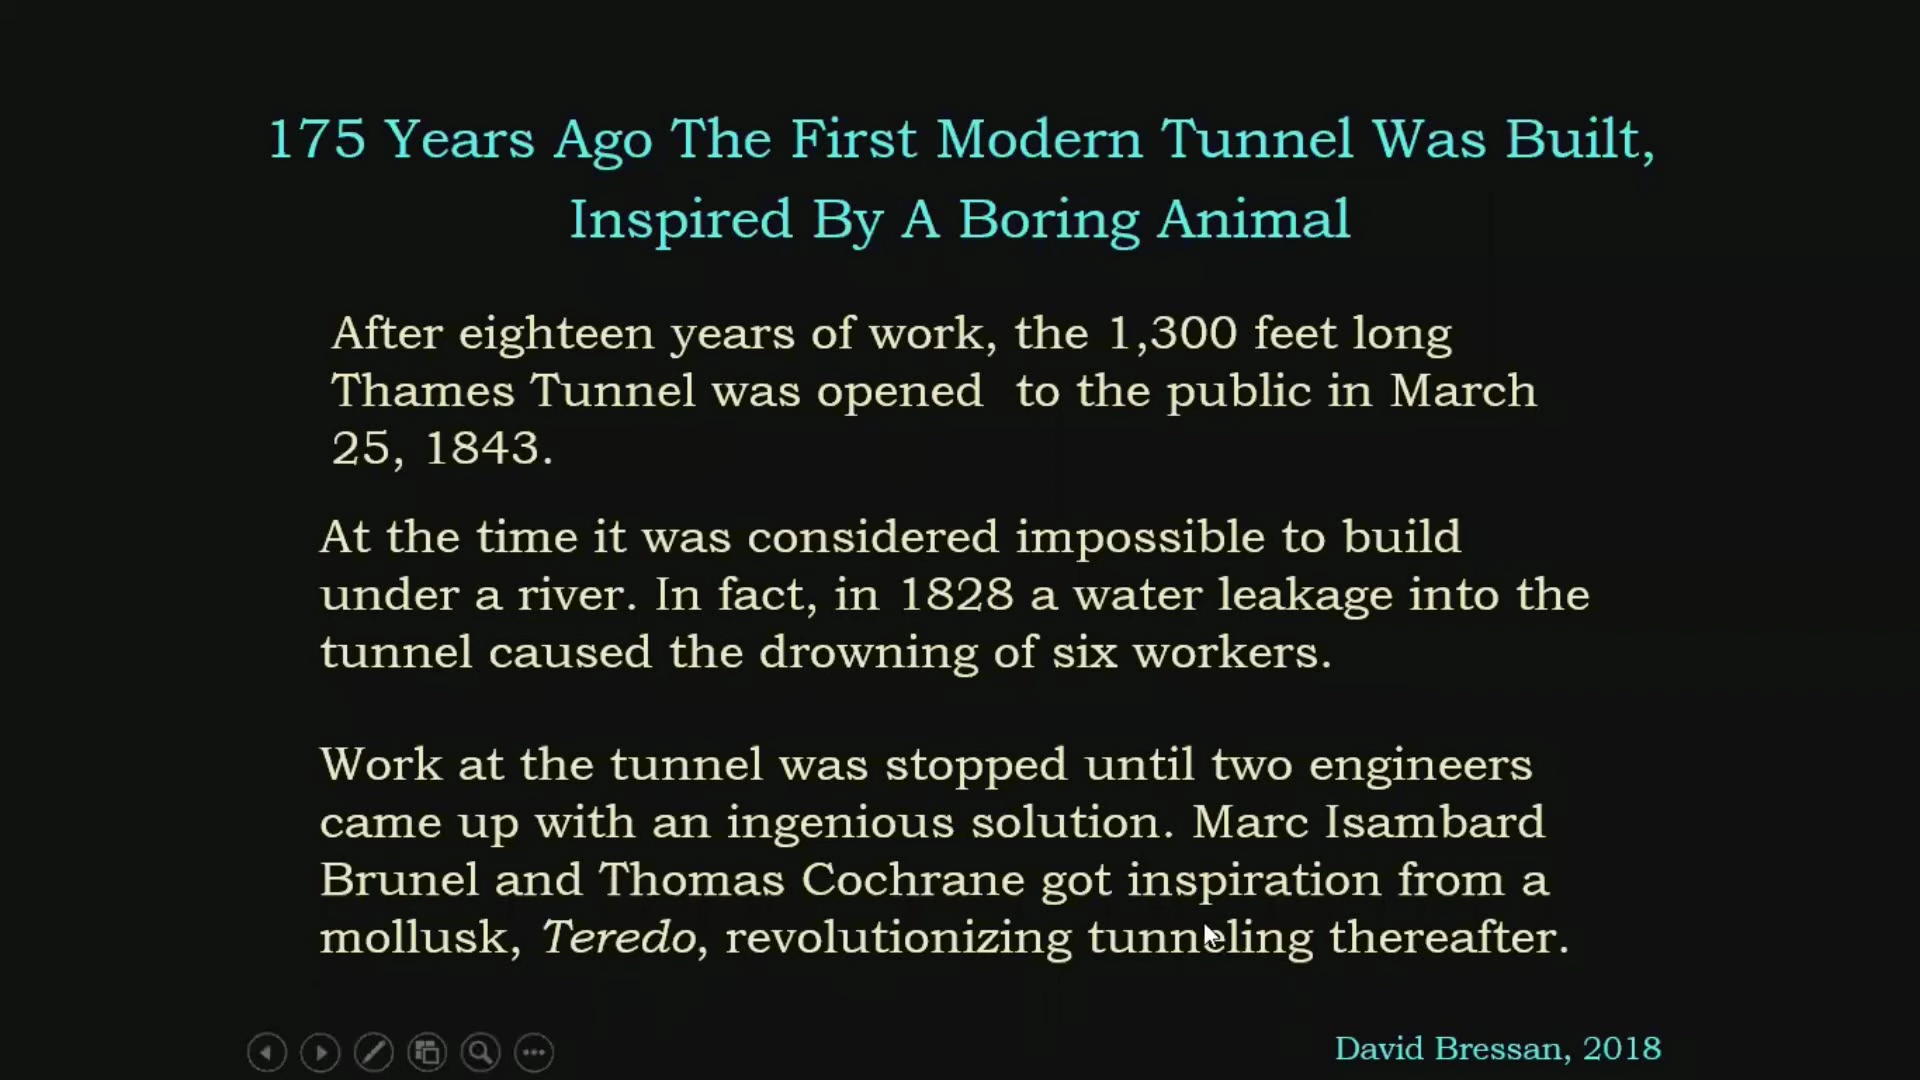 175 Years Ago The First Modern Tunnel Was Built,
Inspired By A Boring Animal
After eighteen years of work, the 1,300 feet long
Thames Tunnel was opened  to the public in March
25, 1843.
At the time it was considered impossible to build
under a river. In fact, in 1828 a water leakage into the
tunnel caused the drowning of six workers.
Work at the tunnel was stopped until two engineers
came up with an ingenious solution. Marc Isambard
Brunel and Thomas Cochrane got inspiration from a
mollusk, Teredo, revolutionizing tunneling thereafter.
David Bressan, 2018